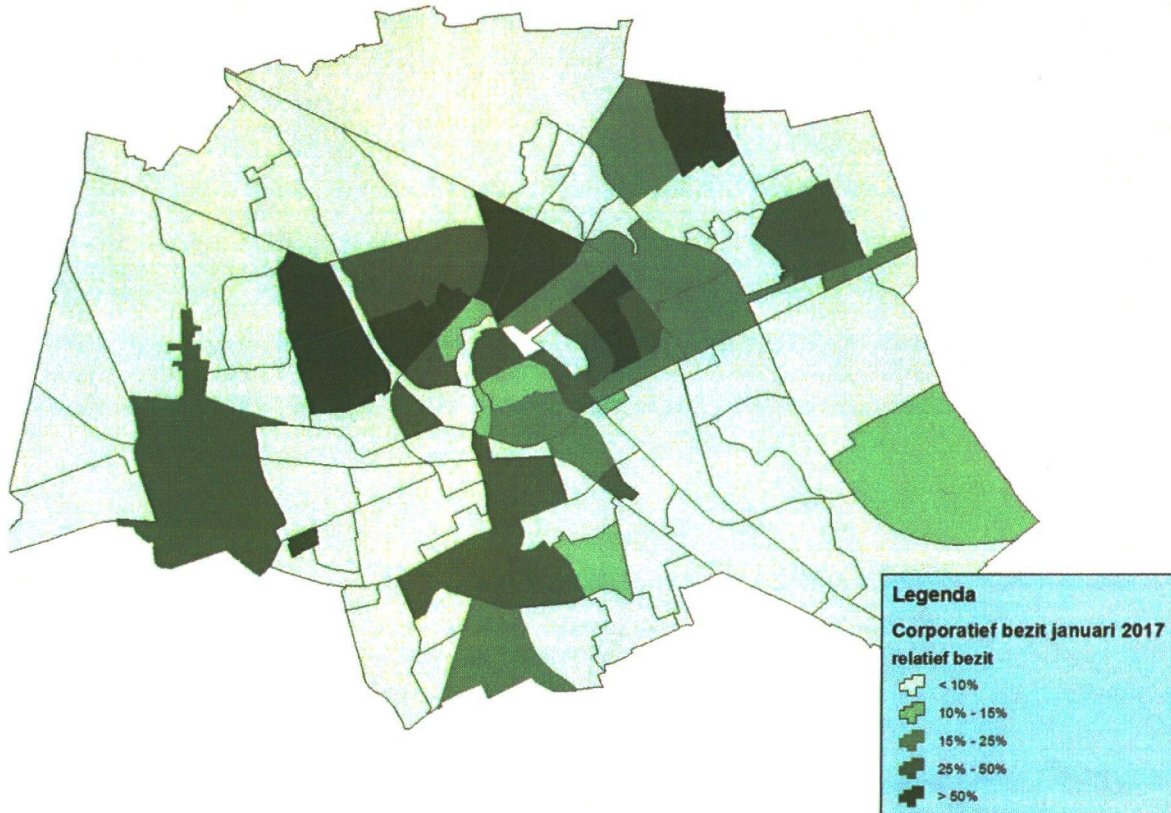 Legenda
Corporatief bezit januari 2017
relatief bezit
< 10%
10% - 15%
15% - 25%
25% - 50%
> 50%